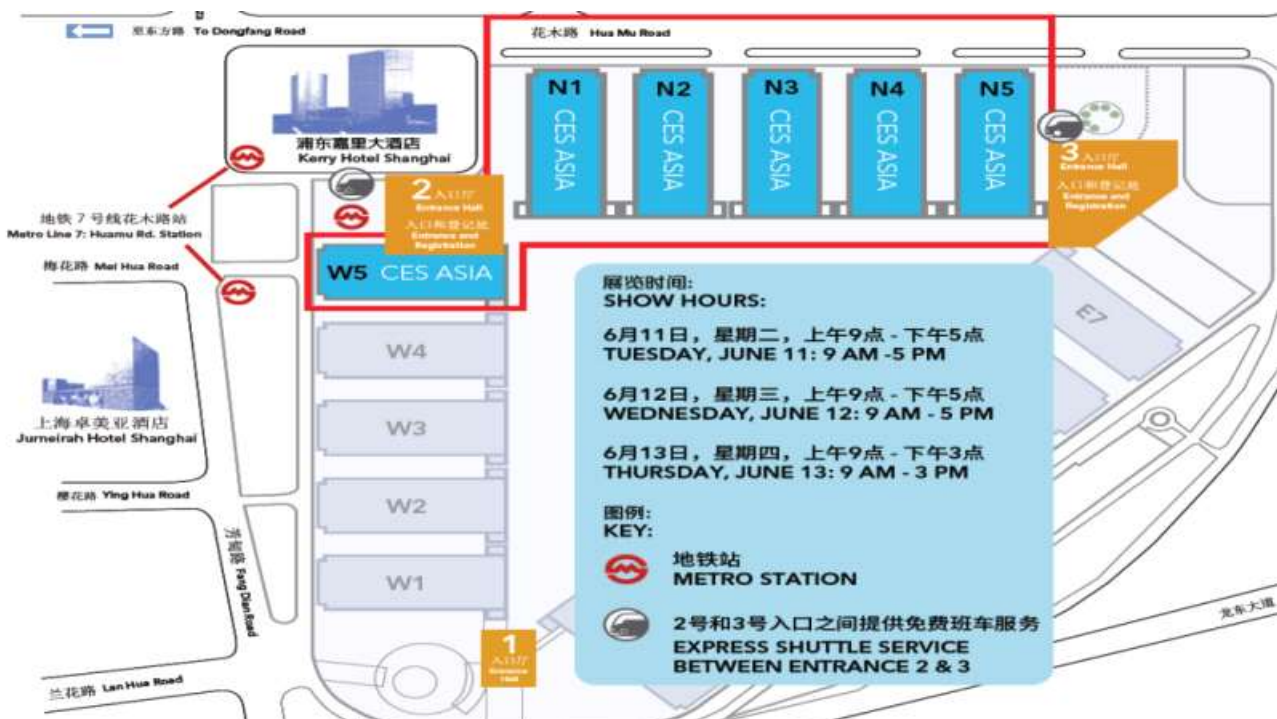 至东方路 To Dongfang Road
花木路 Hua Mu Road
浦东嘉里大酒店
Kerry Hotel Shanghai
N1 CES ASIA
N2 CES ASIA
N3 CES ASIA
N4 CES ASIA
N5 CES ASIA
2 入口厅
Entrance Hall
入口和登记处
Entrance and
Registration
3 入口厅
Entrance Hall
入口和登记处
Entrance and
Registration
地铁7号线花木路站
Metro Line 7: Huamu Rd. Station
梅花路 Mei Hua Road
W5 CES ASIA
W4
W3
W2
W1
E7
上海卓美亚酒店
Jumeirah Hotel Shanghai
樱花路 Ying Hua Road
芳甸路 Fang Dian Road
兰花路 Lan Hua Road
1
入口厅
Entrance
Hall
龙东大道
展览时间:
SHOW HOURS:
6月11日，星期二，上午9点 - 下午5点
TUESDAY, JUNE 11: 9 AM -5 PM
6月12日，星期三，上午9点 - 下午5点
WEDNESDAY, JUNE 12: 9 AM - 5 PM
6月13日，星期四，上午9点 - 下午3点
THURSDAY, JUNE 13: 9 AM - 3 PM
图例:
KEY:
地铁站
METRO STATION
2号和3号入口之间提供免费班车服务
EXPRESS SHUTTLE SERVICE
BETWEEN ENTRANCE 2 & 3